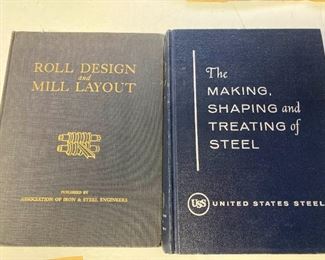 ROLL DESIGN
and
MILL LAYOUT
PUBLISHED BY
ASSOCIATION OF IRON & STEEL ENGINEERS
The
MAKING,
SHAPING and
TREATING of
STEEL
USS UNITED STATES STEEL